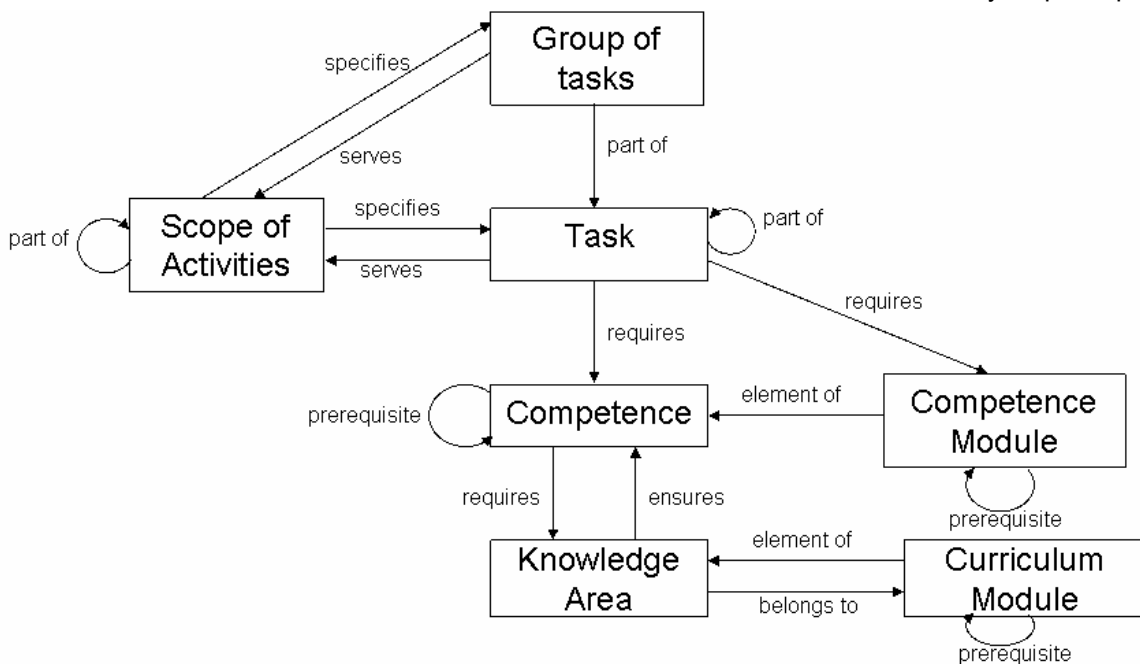 Group of
tasks
specifies
serves
part of
Scope of
Activities
part of
specifies
serves
Task
part of
requires
requires
Competence
prerequisite
element of
Competence
Module
prerequisite
requires
ensures
Knowledge
Area
element of
belongs to
Curriculum
Module
prerequisite